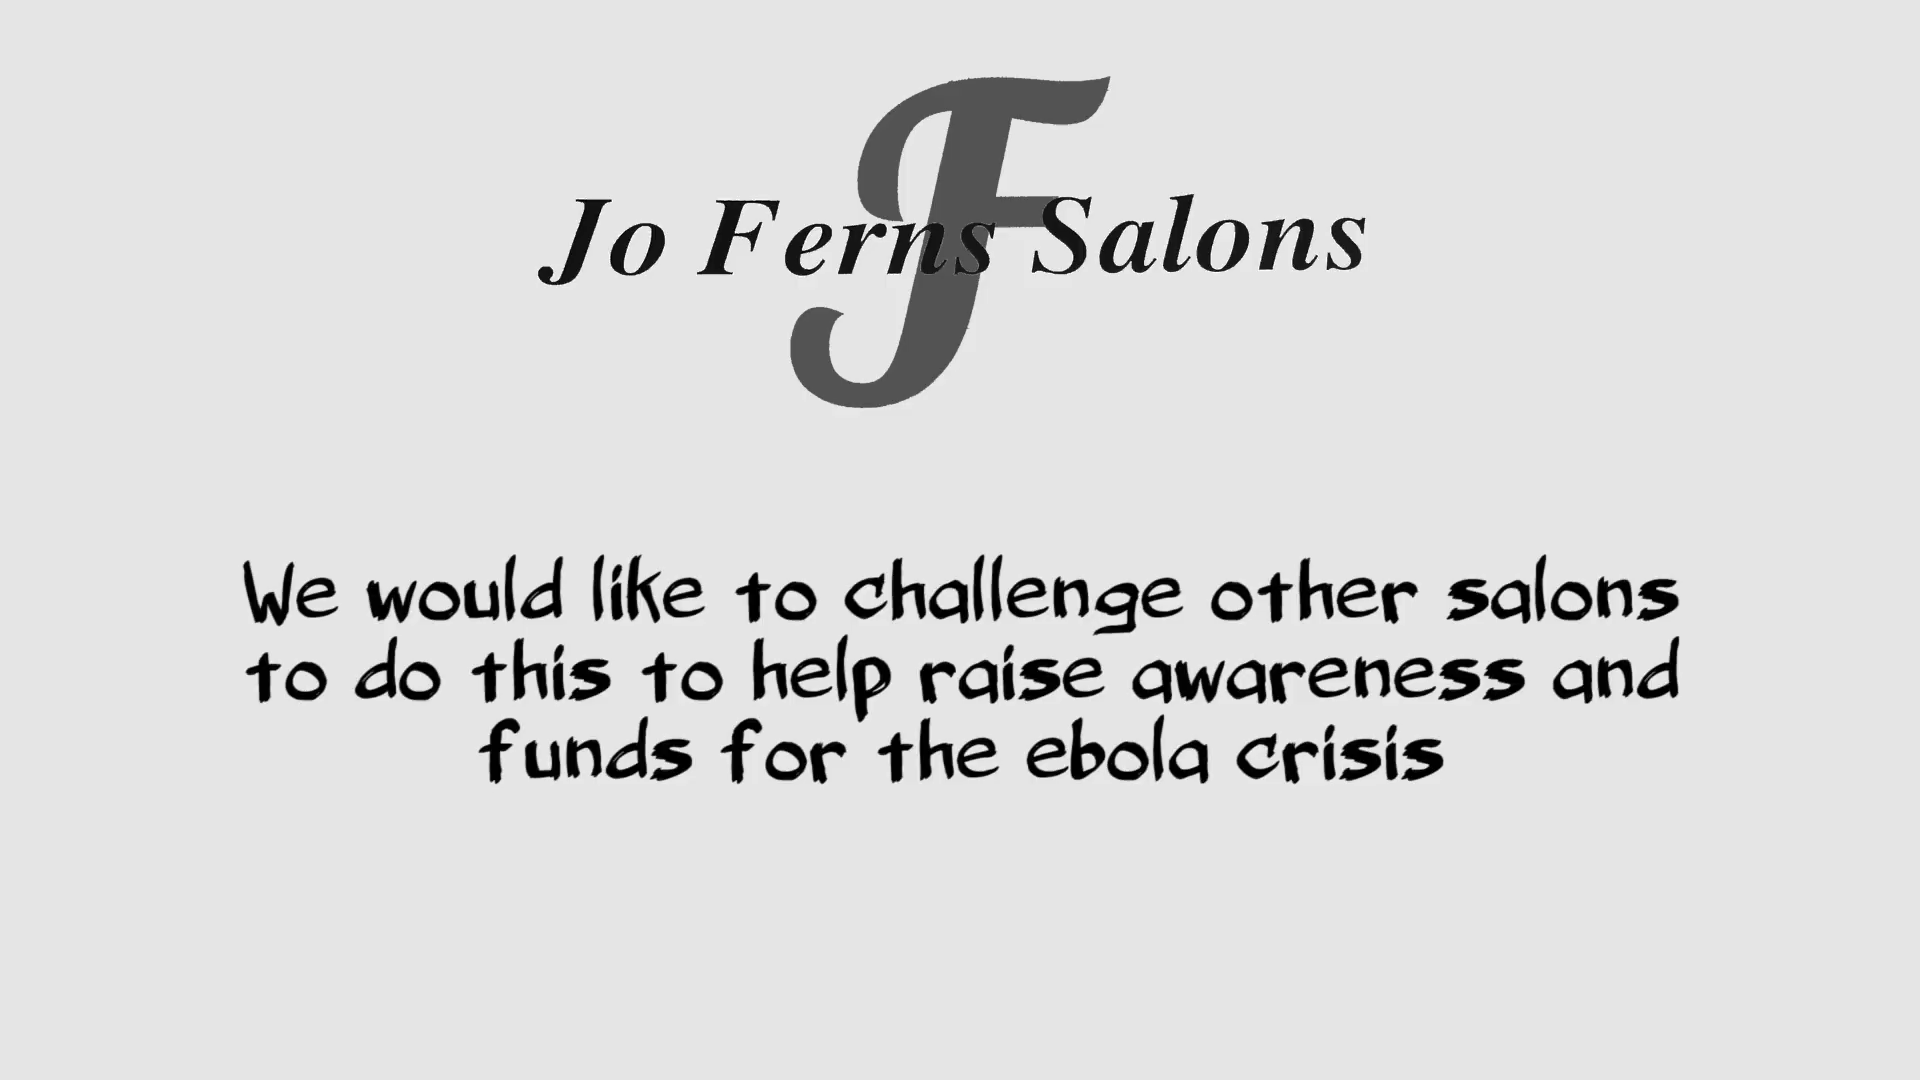 F
Jo Ferns Salons
We would like to challenge other salons
to do this to help raise awareness and
funds for the ebola crisis